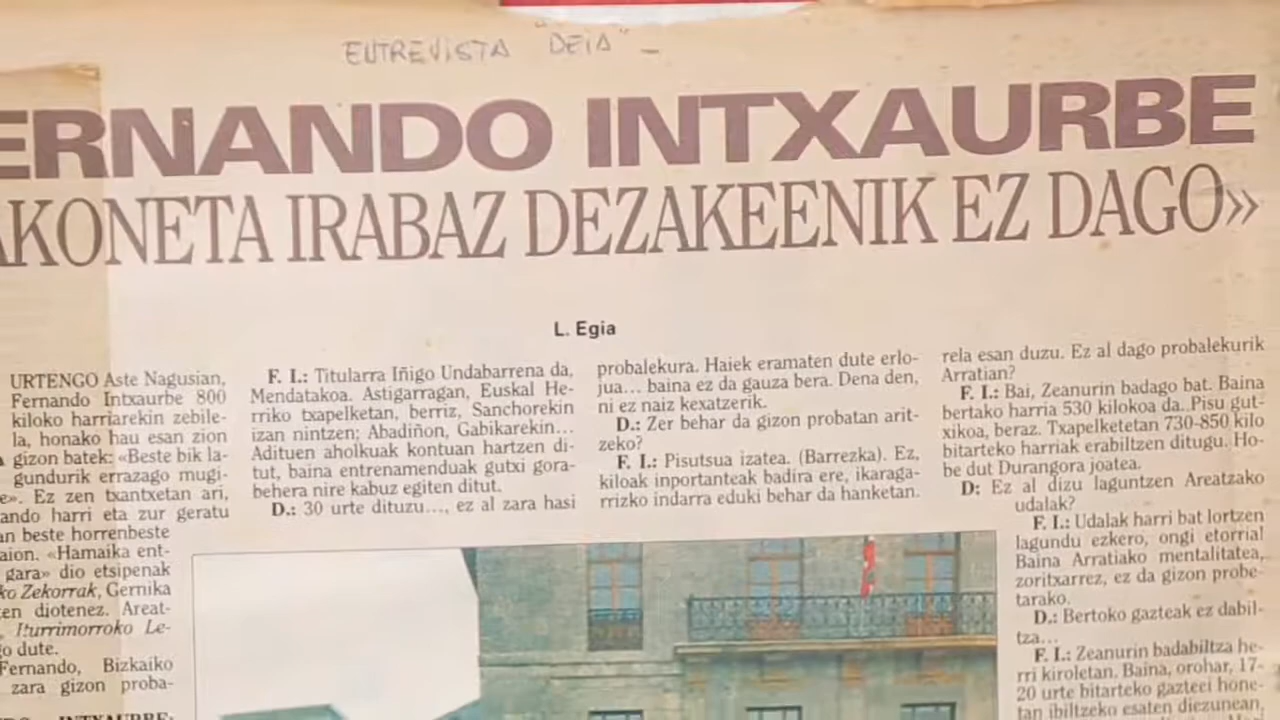 ENTREVISTA "DEIA" -
ERNANDO INTXAURBE
AKONETA IRABAZ DEZAKEENIK EZ DAGO»
L. Egia
URTENGO Aste Nagusian,
Fernando Intxaurbe 800
kiloko harriarekin zebile-
la, honako hau esan zion
gizon batek: «Beste bik la-
gundurik errazago mugi-
e». Ez zen txantxetan ari,
ando harri eta zur geratu
an beste horrenbeste
aion. «Hamaika ent-
gara» dio etsipenak
ko Zekorrak, Gernika
ten diotenez. Areat-
. Iturrimorroko Le-
o dute.
Fernando, Bizkaiko
zara gizon proba-
INTXAURBE:
F. I.: Titularra Iñigo Undabarrena da,
Mendatakoa. Astigarragan, Euskal He-
rriko txapelketan, berriz, Sanchorekin
izan nintzen; Abadiñon, Gabikarekin...
Adituen aholkuak kontuan hartzen di-
tut, baina entrenamenduak gutxi gora-
behera nire kabuz egiten ditut.
D.: 30 urte dituzu..., ez al zara hasi
probalekura. Haiek eramaten dute erlo-
jua... baina ez da gauza bera. Dena den,
ni ez naiz kexatzerik.
D.: Zer behar da gizon probatan arit-
zeko?
F. I.: Pisutsua izatea. (Barrezka). Ez,
kiloak inportanteak badira ere, ikaraga-
rrizko indarra eduki behar da hanketan.
rela esan duzu. Ez al dago probalekurik
Arratian?
F. I.: Bai, Zeanurin badago bat. Baina
bertako harria 530 kilokoa da. Pisu gut-
xikoa, beraz. Txapelketetan 730-850 kilo
bitarteko harriak erabiltzen ditugu. Ho-
be dut Durangora joatea.
D: Ez al dizu laguntzen Areatzako
udalak?
F. I.: Udalak harri bat lortzen
lagundu ezkero, ongi etorria!
Baina Arratiako mentalitatea,
zoritxarrez, ez da gizon probe-
tarako.
D.: Bertoko gazteak ez dabil-
tza...
F. I.: Zeanurin badabiltza he-
rri kiroletan. Baina, orohar, 17-
20 urte bitarteko gazteei hone-
tan ibiltzeko esaten diezunean,